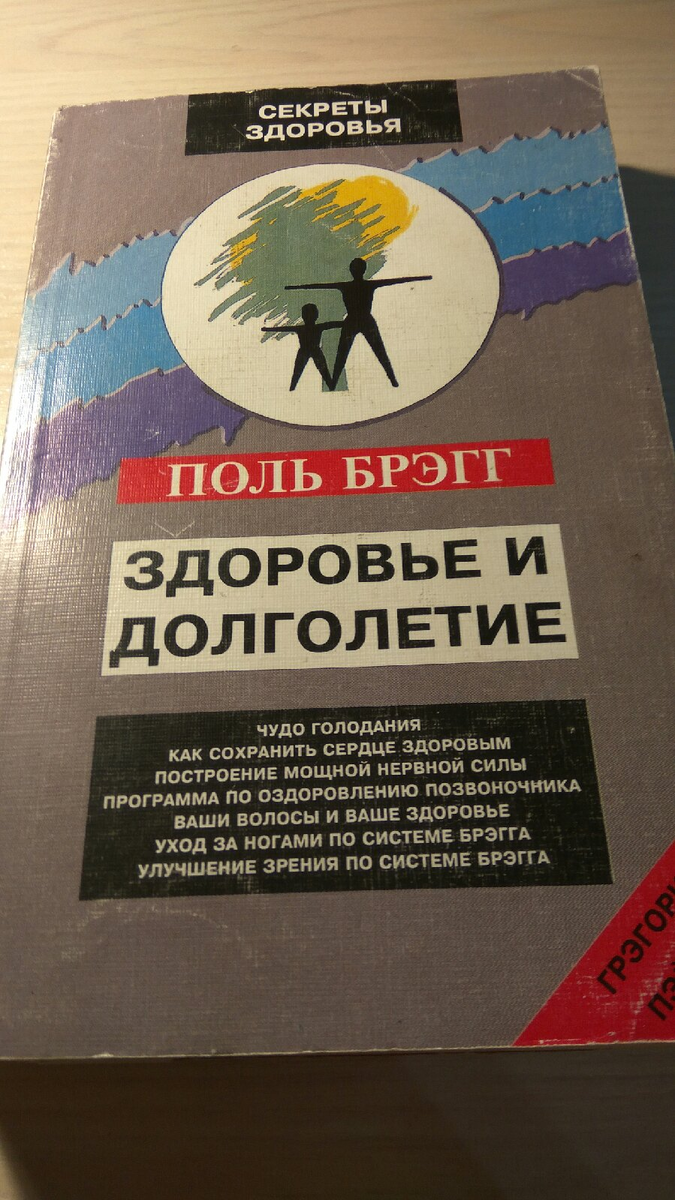 СЕКРЕТЫ
ЗДОРОВЬЯ
ПОЛЬ БРЭГГ
ЗДОРОВЬЕ И
ДОЛГОЛЕТИЕ
ЧУДО ГОЛОДАНИЯ
КАК СОХРАНИТЬ СЕРДЦЕ ЗДОРОВЫМ
ПОСТРОЕНИЕ МОЩНОЙ НЕРВНОЙ СИЛЫ
ПРОГРАММА ПО ОЗДОРОВЛЕНИЮ ПОЗВОНОЧНИКА
ВАШИ ВОЛОСЫ И ВАШЕ ЗДОРОВЬЕ
УХОД ЗА НОГАМИ ПО СИСТЕМЕ БРЭГГА
УЛУЧШЕНИЕ ЗРЕНИЯ ПО СИСТЕМЕ БРЭГГА